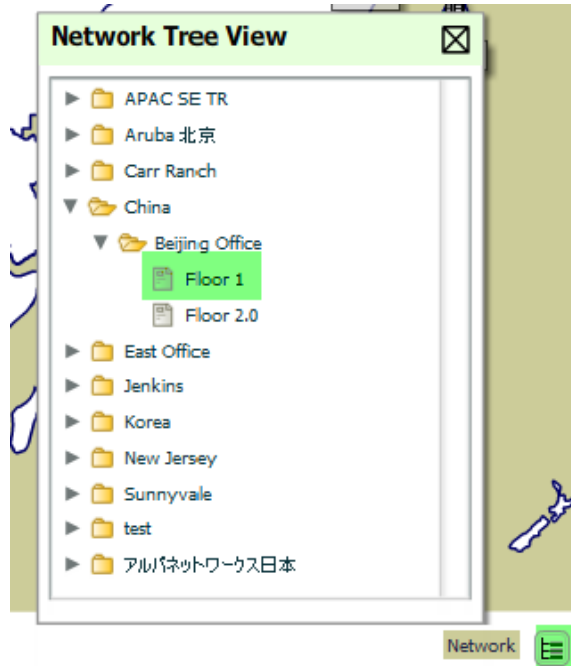 Network Tree View
APAC SE TR
Aruba 北京
Carr Ranch
China
Beijing Office
Floor 1
Floor 2.0
East Office
Jenkins
Korea
New Jersey
Sunnyvale
test
アルバネットワークス日本
Network